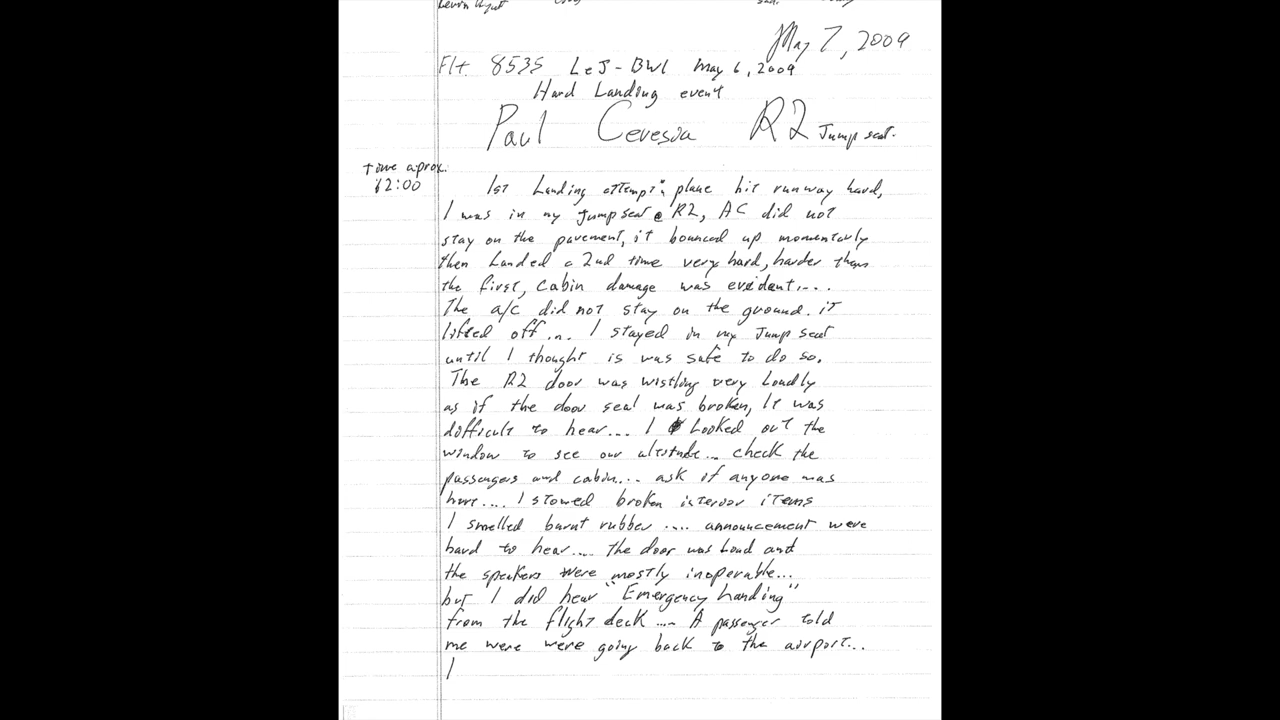 May 7, 2009
Flt. 8535 LeJ-BWI May 6, 2009
Hard Landing event
Paul Ceresia R2 Jump seat.
time aprox.
12:00
1st Landing attempt: plane hit runway hard,
I was in my Jumpseat @ R2, AC did not
stay on the pavement, it bounced up momentarly
then Landed a 2nd time very hard, harder than
the first, cabin damage was evident....
The a/c did not stay on the ground. it
lifted off... I stayed in my Jump seat
until I thought is was safe to do so.
The R2 door was wistling very Loudly
as if the door seal was broken, It was
difficult to hear... I Looked out the
window to see our altitude... check the
passengers and cabin... ask if anyone was
hurt.... I stowed broken interior items
I smelled burnt rubber .... announcement were
hard to hear.... the door was Loud and
the speakers were mostly inoperable...
but I did hear "Emergency Landing"
from the flight deck .... A passenger told
me were were going back to the airport...
I